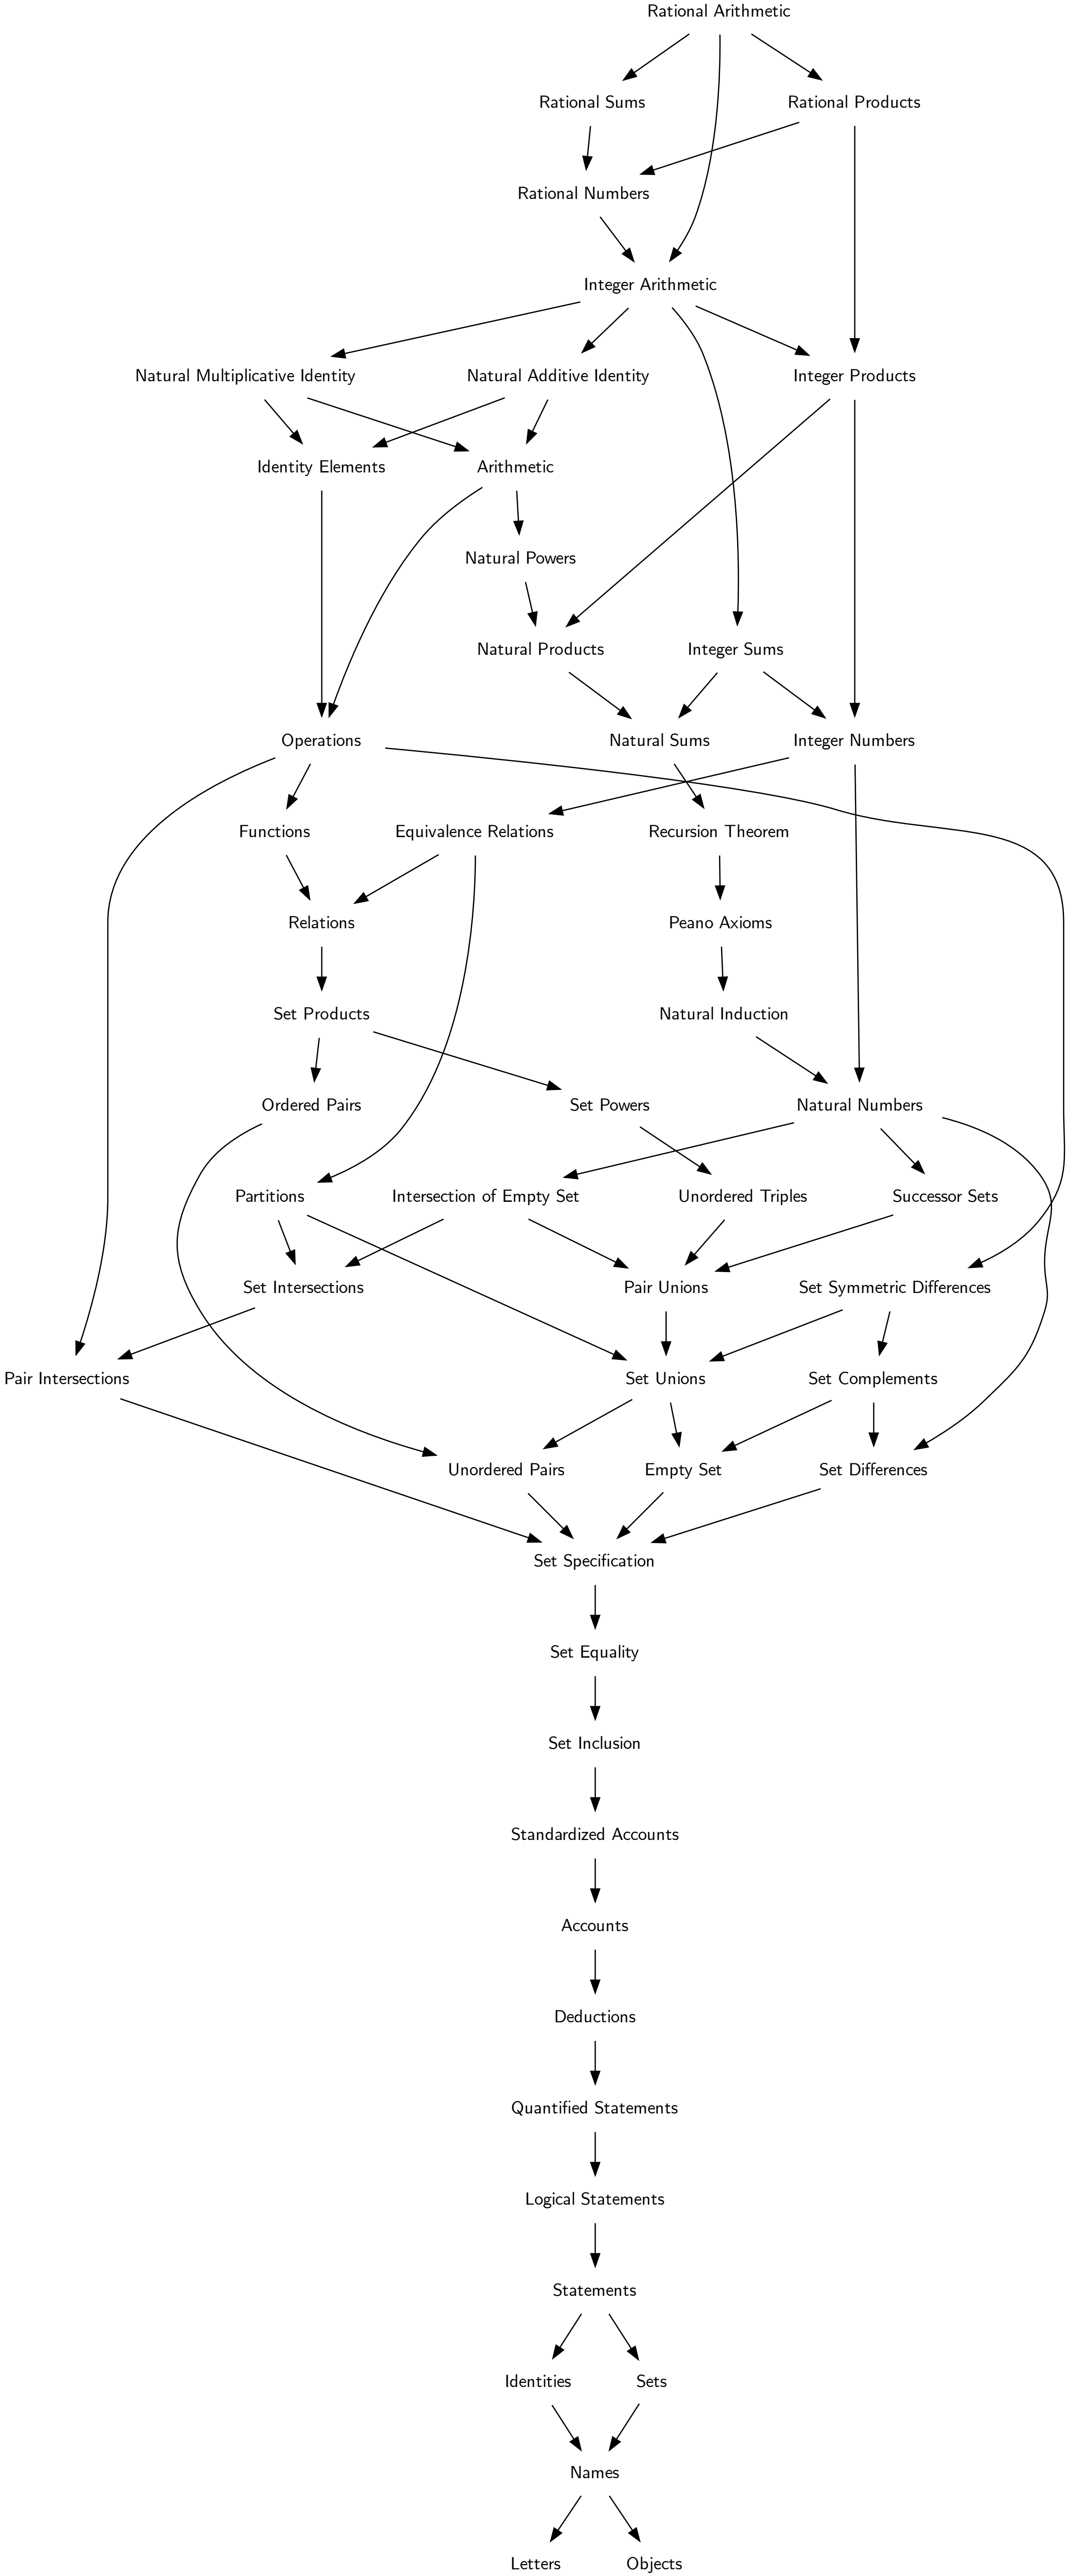 Rational Arithmetic
Rational Sums
Rational Products
Rational Numbers
Integer Arithmetic
Natural Multiplicative Identity
Natural Additive Identity
Integer Products
Identity Elements
Arithmetic
Natural Powers
Natural Products
Integer Sums
Operations
Natural Sums
Integer Numbers
Functions
Equivalence Relations
Recursion Theorem
Relations
Peano Axioms
Set Products
Natural Induction
Ordered Pairs
Set Powers
Natural Numbers
Partitions
Intersection of Empty Set
Unordered Triples
Successor Sets
Set Intersections
Pair Unions
Set Symmetric Differences
Pair Intersections
Set Unions
Set Complements
Unordered Pairs
Empty Set
Set Differences
Set Specification
Set Equality
Set Inclusion
Standardized Accounts
Accounts
Deductions
Quantified Statements
Logical Statements
Statements
Identities
Sets
Names
Letters
Objects